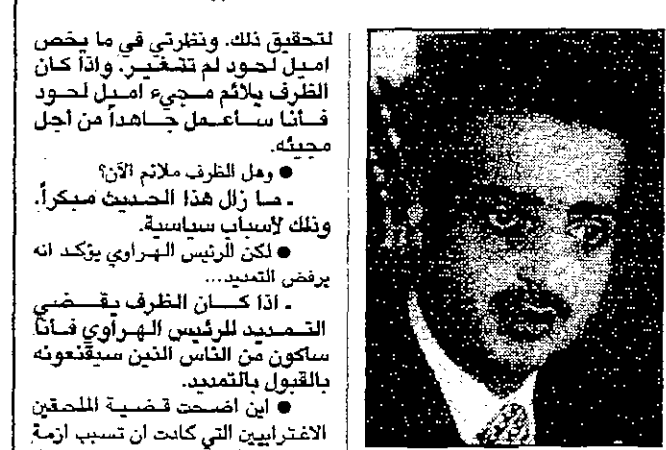 لتحقيق ذلك. ونظرتي في ما يخص
اميل لحود لم تتغير. واذا كان
الظرف يلائم مجيء اميل لحود
فأنا سأعمل جاهداً من أجل
مجيئه.
● وهل الظرف ملائم الآن؟
- ما زال هذا الحديث مبكراً.
وذلك لأسباب سياسية.
● لكن الرئيس الهراوي يؤكد انه
يرفض التمديد...
- اذا كان الظرف يقضي
التمديد للرئيس الهراوي فأنا
ساكون من الناس الذين سيقنعونه
بالقبول بالتمديد.
● اين اضحت قضية الملحقين
الاغترابيين التي كادت ان تسبب ازمة